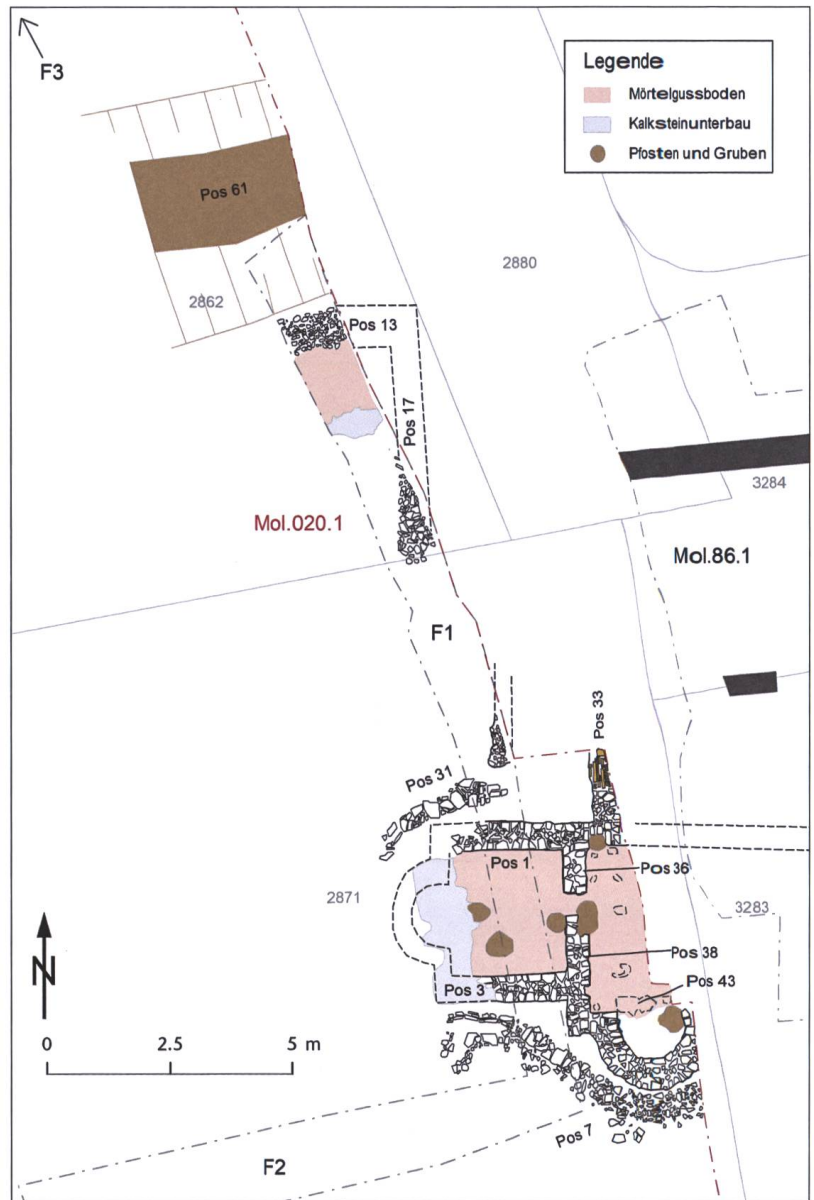 F3
Legende
Mörtelgussboden
Kalksteinunterbau
Pfosten und Gruben
Pos 61
2880
2862
Pos 13
Pos 17
3284
Mol.020.1
Mol.86.1
F1
Pos 33
Pos 31
Pos 1
Pos 36
2871
3283
Pos 38
Pos 3
Pos 43
N
0 2.5 5 m
Pos 7
F2